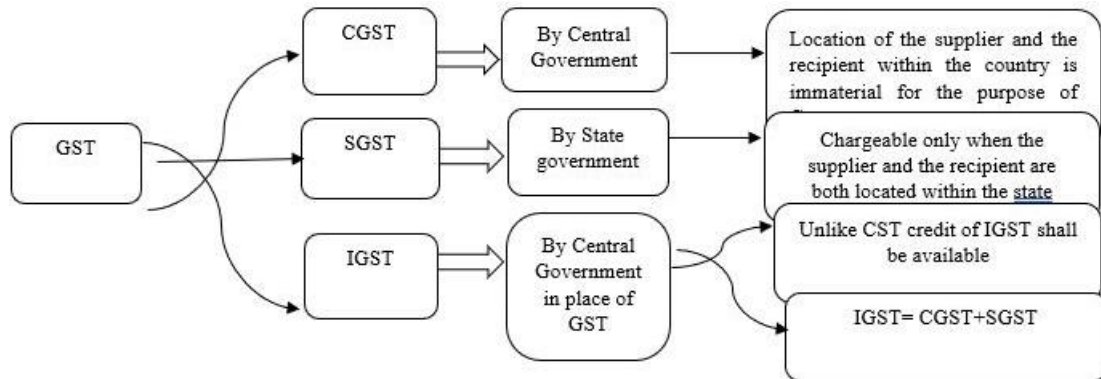 GST
CGST
By Central
Government
Location of the supplier and the
recipient within the country is
immaterial for the purpose of
SGST
By State
government
Chargeable only when the
supplier and the recipient are
both located within the state
IGST
By Central
Government
in place of
GST
Unlike CST credit of IGST shall
be available
IGST= CGST+SGST